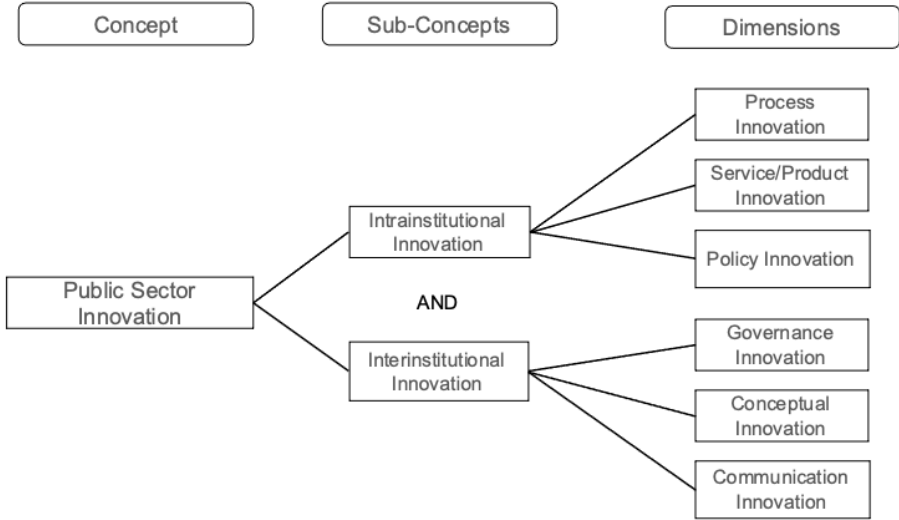 Concept
Sub-Concepts
Dimensions
Process
Innovation
Service/Product
Innovation
Intrainstitutional
Innovation
Policy Innovation
Public Sector
Innovation
AND
Governance
Innovation
Interinstitutional
Innovation
Conceptual
Innovation
Communication
Innovation